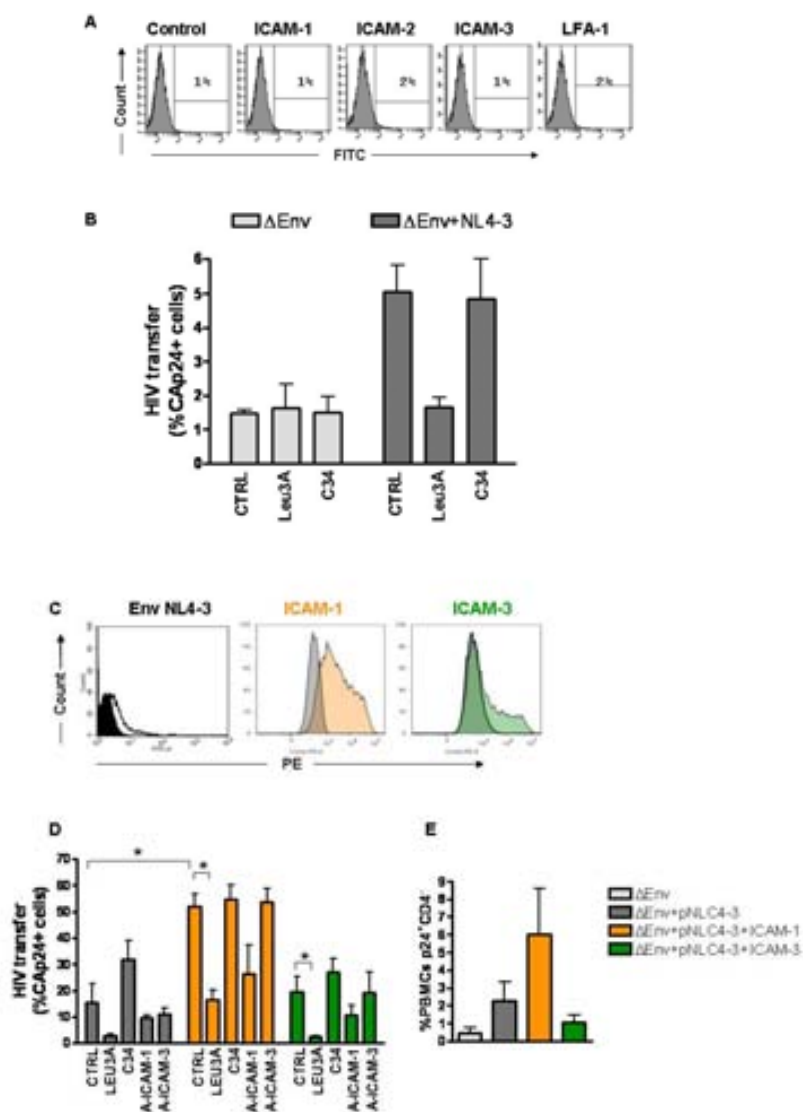 A
Control ICAM-1 ICAM-2 ICAM-3 LFA-1
1% 1% 2% 1% 2%
Count
FITC
B
ΔEnv ΔEnv+NL4-3
HIV transfer
(%CAp24+ cells)
6
5
4
3
2
1
0
CTRL Leu3A C34 CTRL Leu3A C34
C
Env NL4-3 ICAM-1 ICAM-3
Count
PE
D
HIV transfer
(%CAp24+ cells)
70
60
50
40
30
20
10
0
* * *
CTRL LEU3A C34 A-ICAM-1 A-ICAM-3 CTRL LEU3A C34 A-ICAM-1 A-ICAM-3 CTRL LEU3A C34 A-ICAM-1 A-ICAM-3
E
%PBMCs p24⁺CD4⁻
9
8
7
6
5
4
3
2
1
0
ΔEnv
ΔEnv+pNLC4-3
ΔEnv+pNLC4-3+ICAM-1
ΔEnv+pNLC4-3+ICAM-3